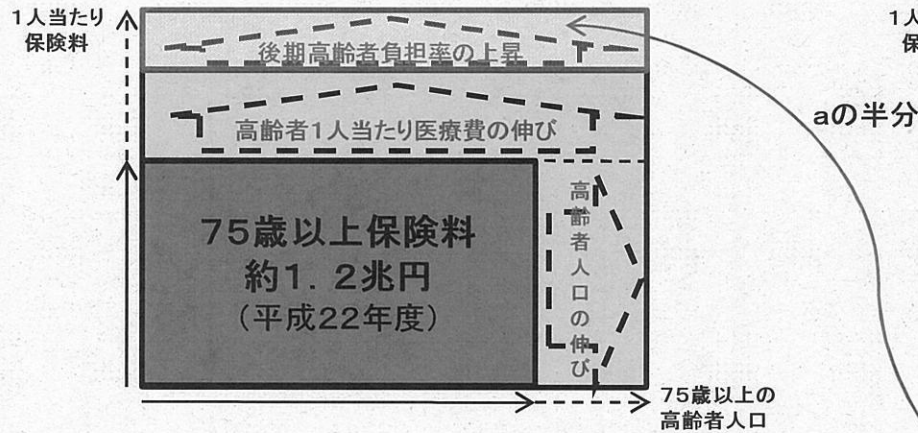 1人当たり
保険料
後期高齢者負担率の上昇
高齢者1人当たり医療費の伸び
75歳以上保険料
約1.2兆円
(平成22年度)
高齢者人口の伸び
75歳以上の
高齢者人口
1人
保
aの半分